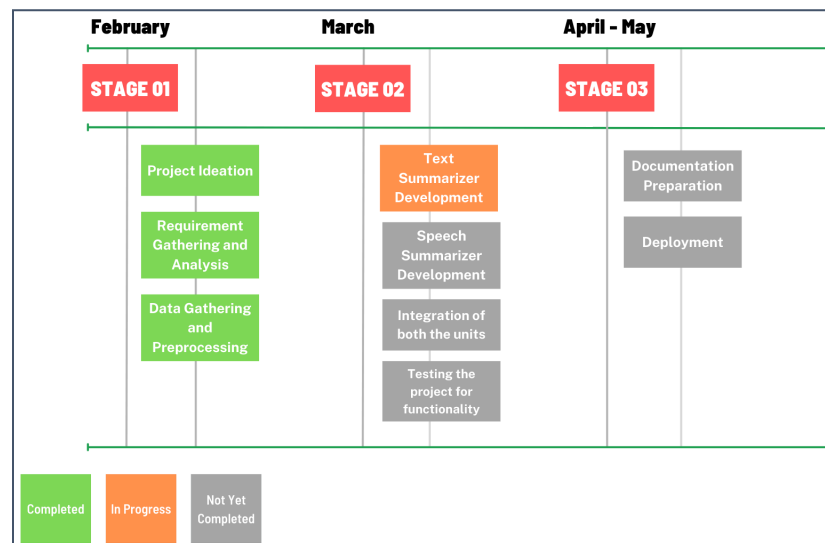 February
March
April - May
STAGE 01
STAGE 02
STAGE 03
Project Ideation
Requirement
Gathering and
Analysis
Data Gathering
and
Preprocessing
Text
Summarizer
Development
Speech
Summarizer
Development
Integration of
both the units
Testing the
project for
functionality
Documentation
Preparation
Deployment
Completed
In Progress
Not Yet
Completed